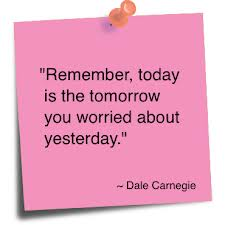 "Remember, today
is the tomorrow
you worried about
yesterday."
~ Dale Carnegie